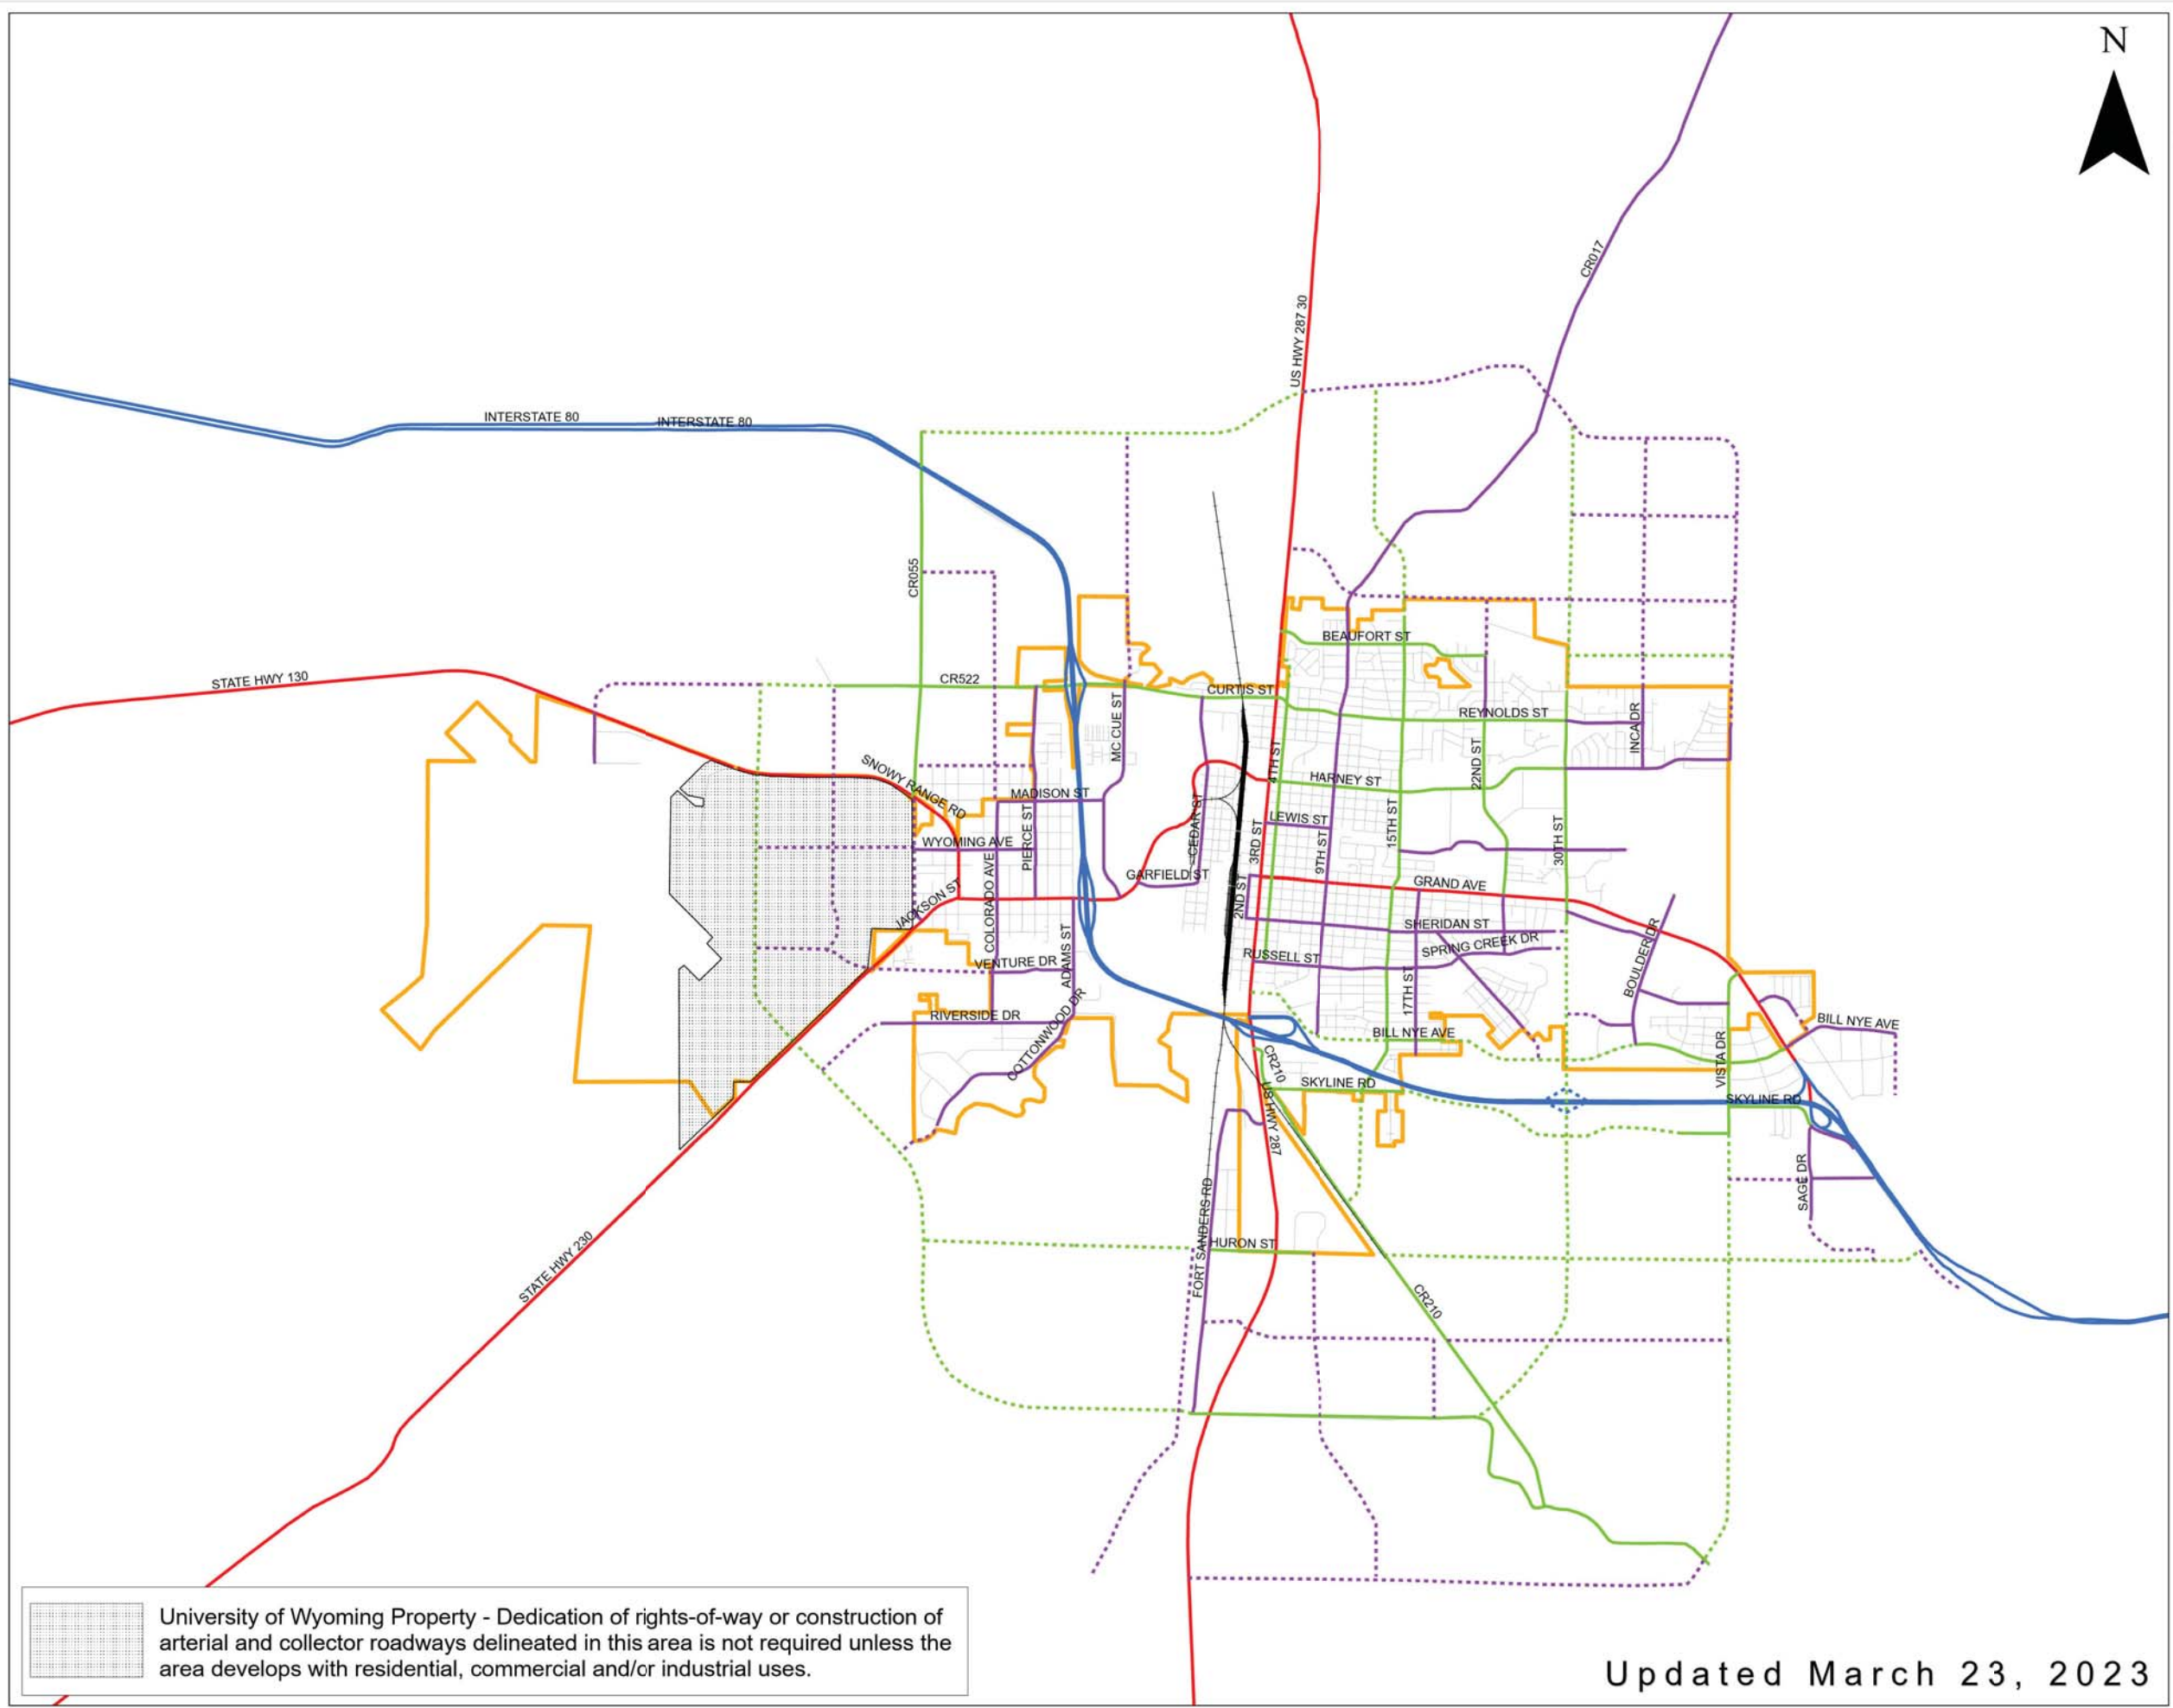 N
CR017
US HWY 287 30
INTERSTATE 80
INTERSTATE 80
CR055
BEAUFORT ST
STATE HWY 130
CR522
CURTIS ST
REYNOLDS ST
INCA DR
MC CUE ST
4TH ST
22ND ST
SNOWY RANGE RD
HARNEY ST
MADISON ST
CEDAR ST
LEWIS ST
15TH ST
30TH ST
PIERCE ST
3RD ST
9TH ST
WYOMING AVE
GARFIELD ST
GRAND AVE
JACKSON ST
COLORADO AVE
2ND ST
SHERIDAN ST
SPRING CREEK DR
BOULDER DR
RUSSELL ST
ADAMS ST
VENTURE DR
17TH ST
RIVERSIDE DR
COTTONWOOD DR
BILL NYE AVE
BILL NYE AVE
VISTA DR
CR210
SKYLINE RD
SKYLINE RD
US HWY 287
SAGE DR
FORT SANDERS RD
HURON ST
STATE HWY 230
CR210
University of Wyoming Property - Dedication of rights-of-way or construction of
arterial and collector roadways delineated in this area is not required unless the
area develops with residential, commercial and/or industrial uses.
Updated March 23, 2023